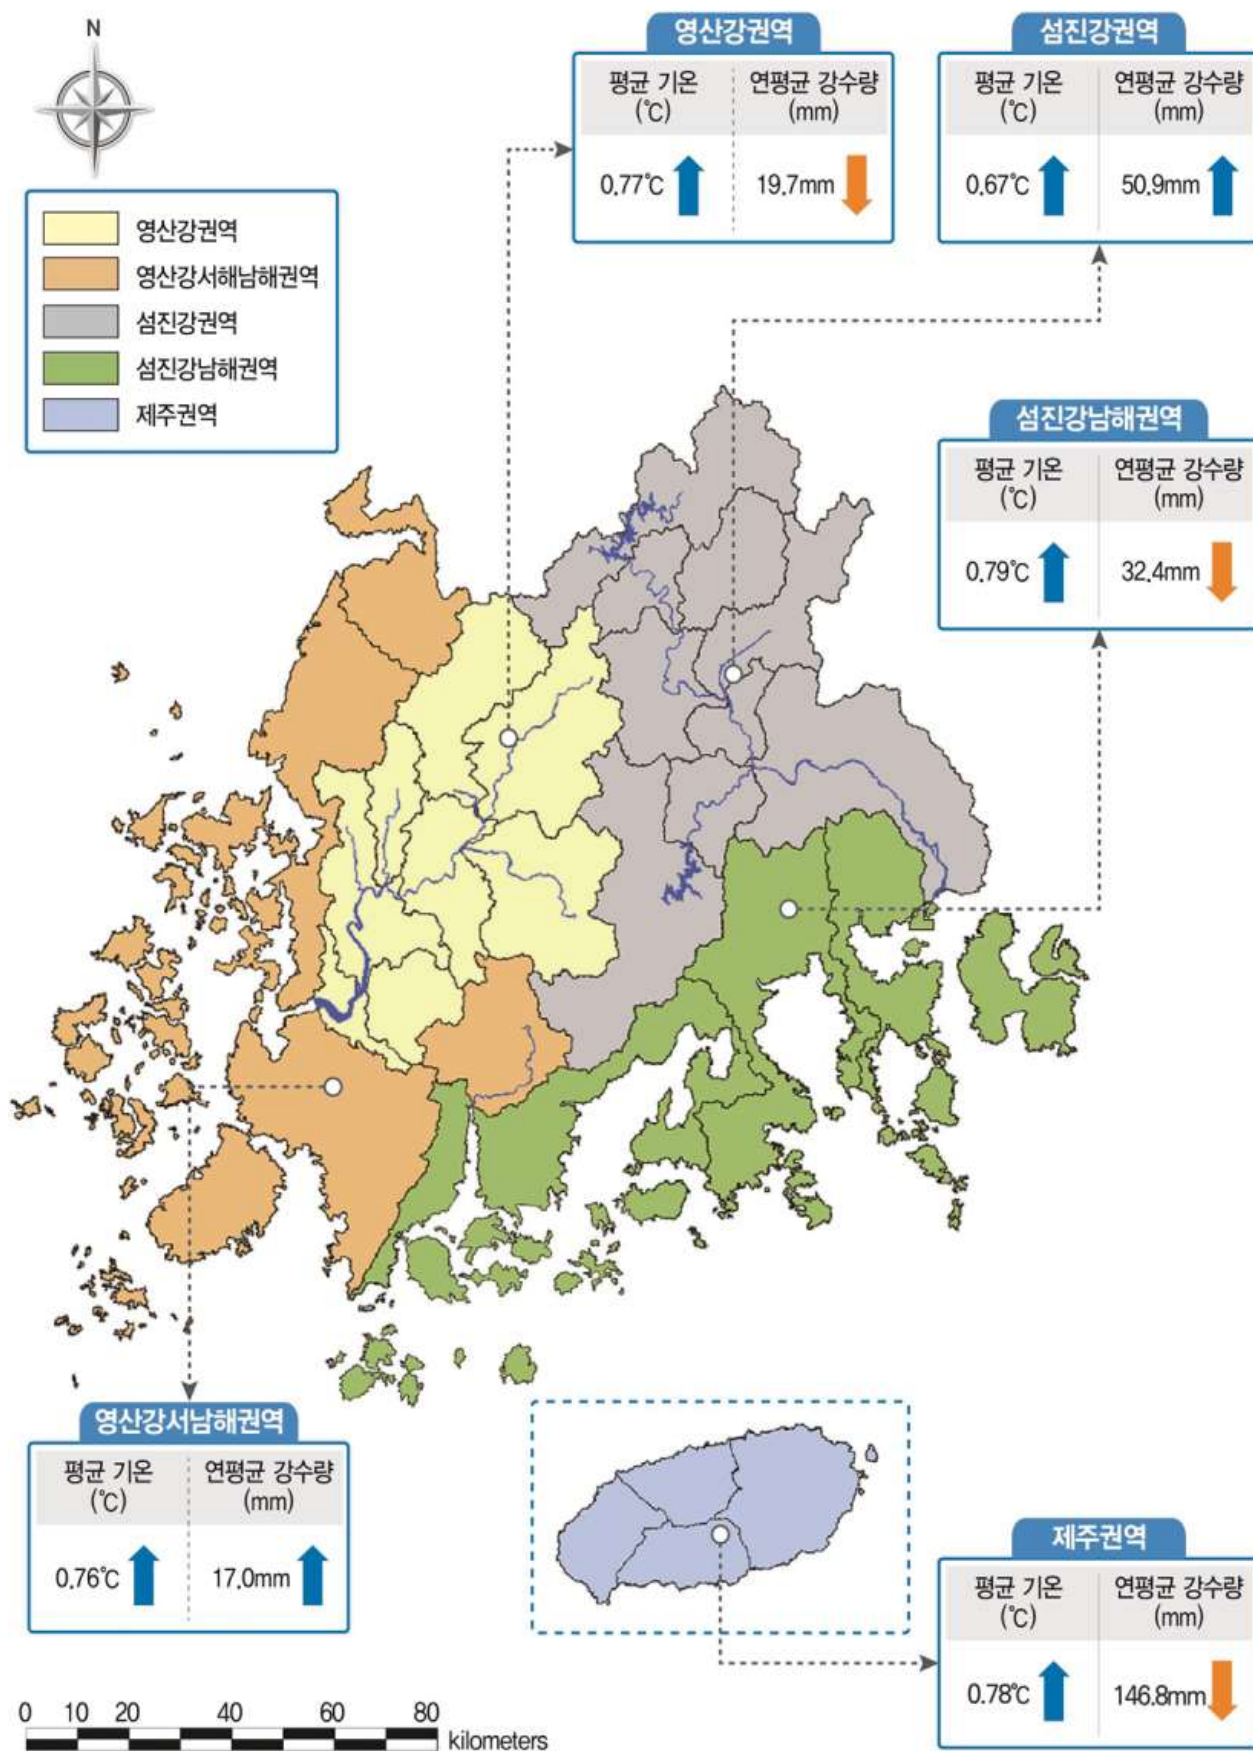 N
영산강권역
영산강서해남해권역
섬진강권역
섬진강남해권역
제주권역
영산강권역
평균 기온 연평균 강수량
(℃) (mm)
0.77℃ 19.7mm
섬진강권역
평균 기온 연평균 강수량
(℃) (mm)
0.67℃ 50.9mm
섬진강남해권역
평균 기온 연평균 강수량
(℃) (mm)
0.79℃ 32.4mm
영산강서남해권역
평균 기온 연평균 강수량
(℃) (mm)
0.76℃ 17.0mm
제주권역
평균 기온 연평균 강수량
(℃) (mm)
0.78℃ 146.8mm
0 10 20 40 60 80
kilometers